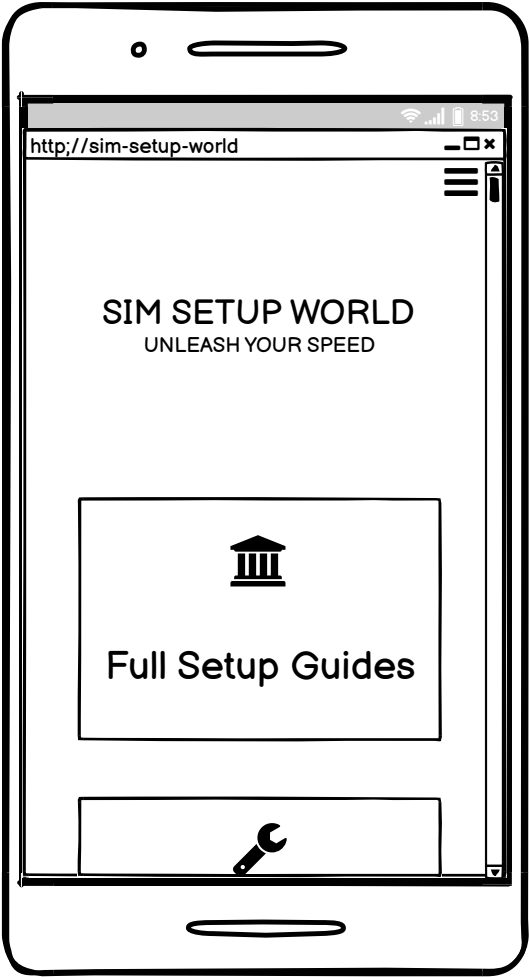 8:53
http;//sim-setup-world
SIM SETUP WORLD
UNLEASH YOUR SPEED
Full Setup Guides